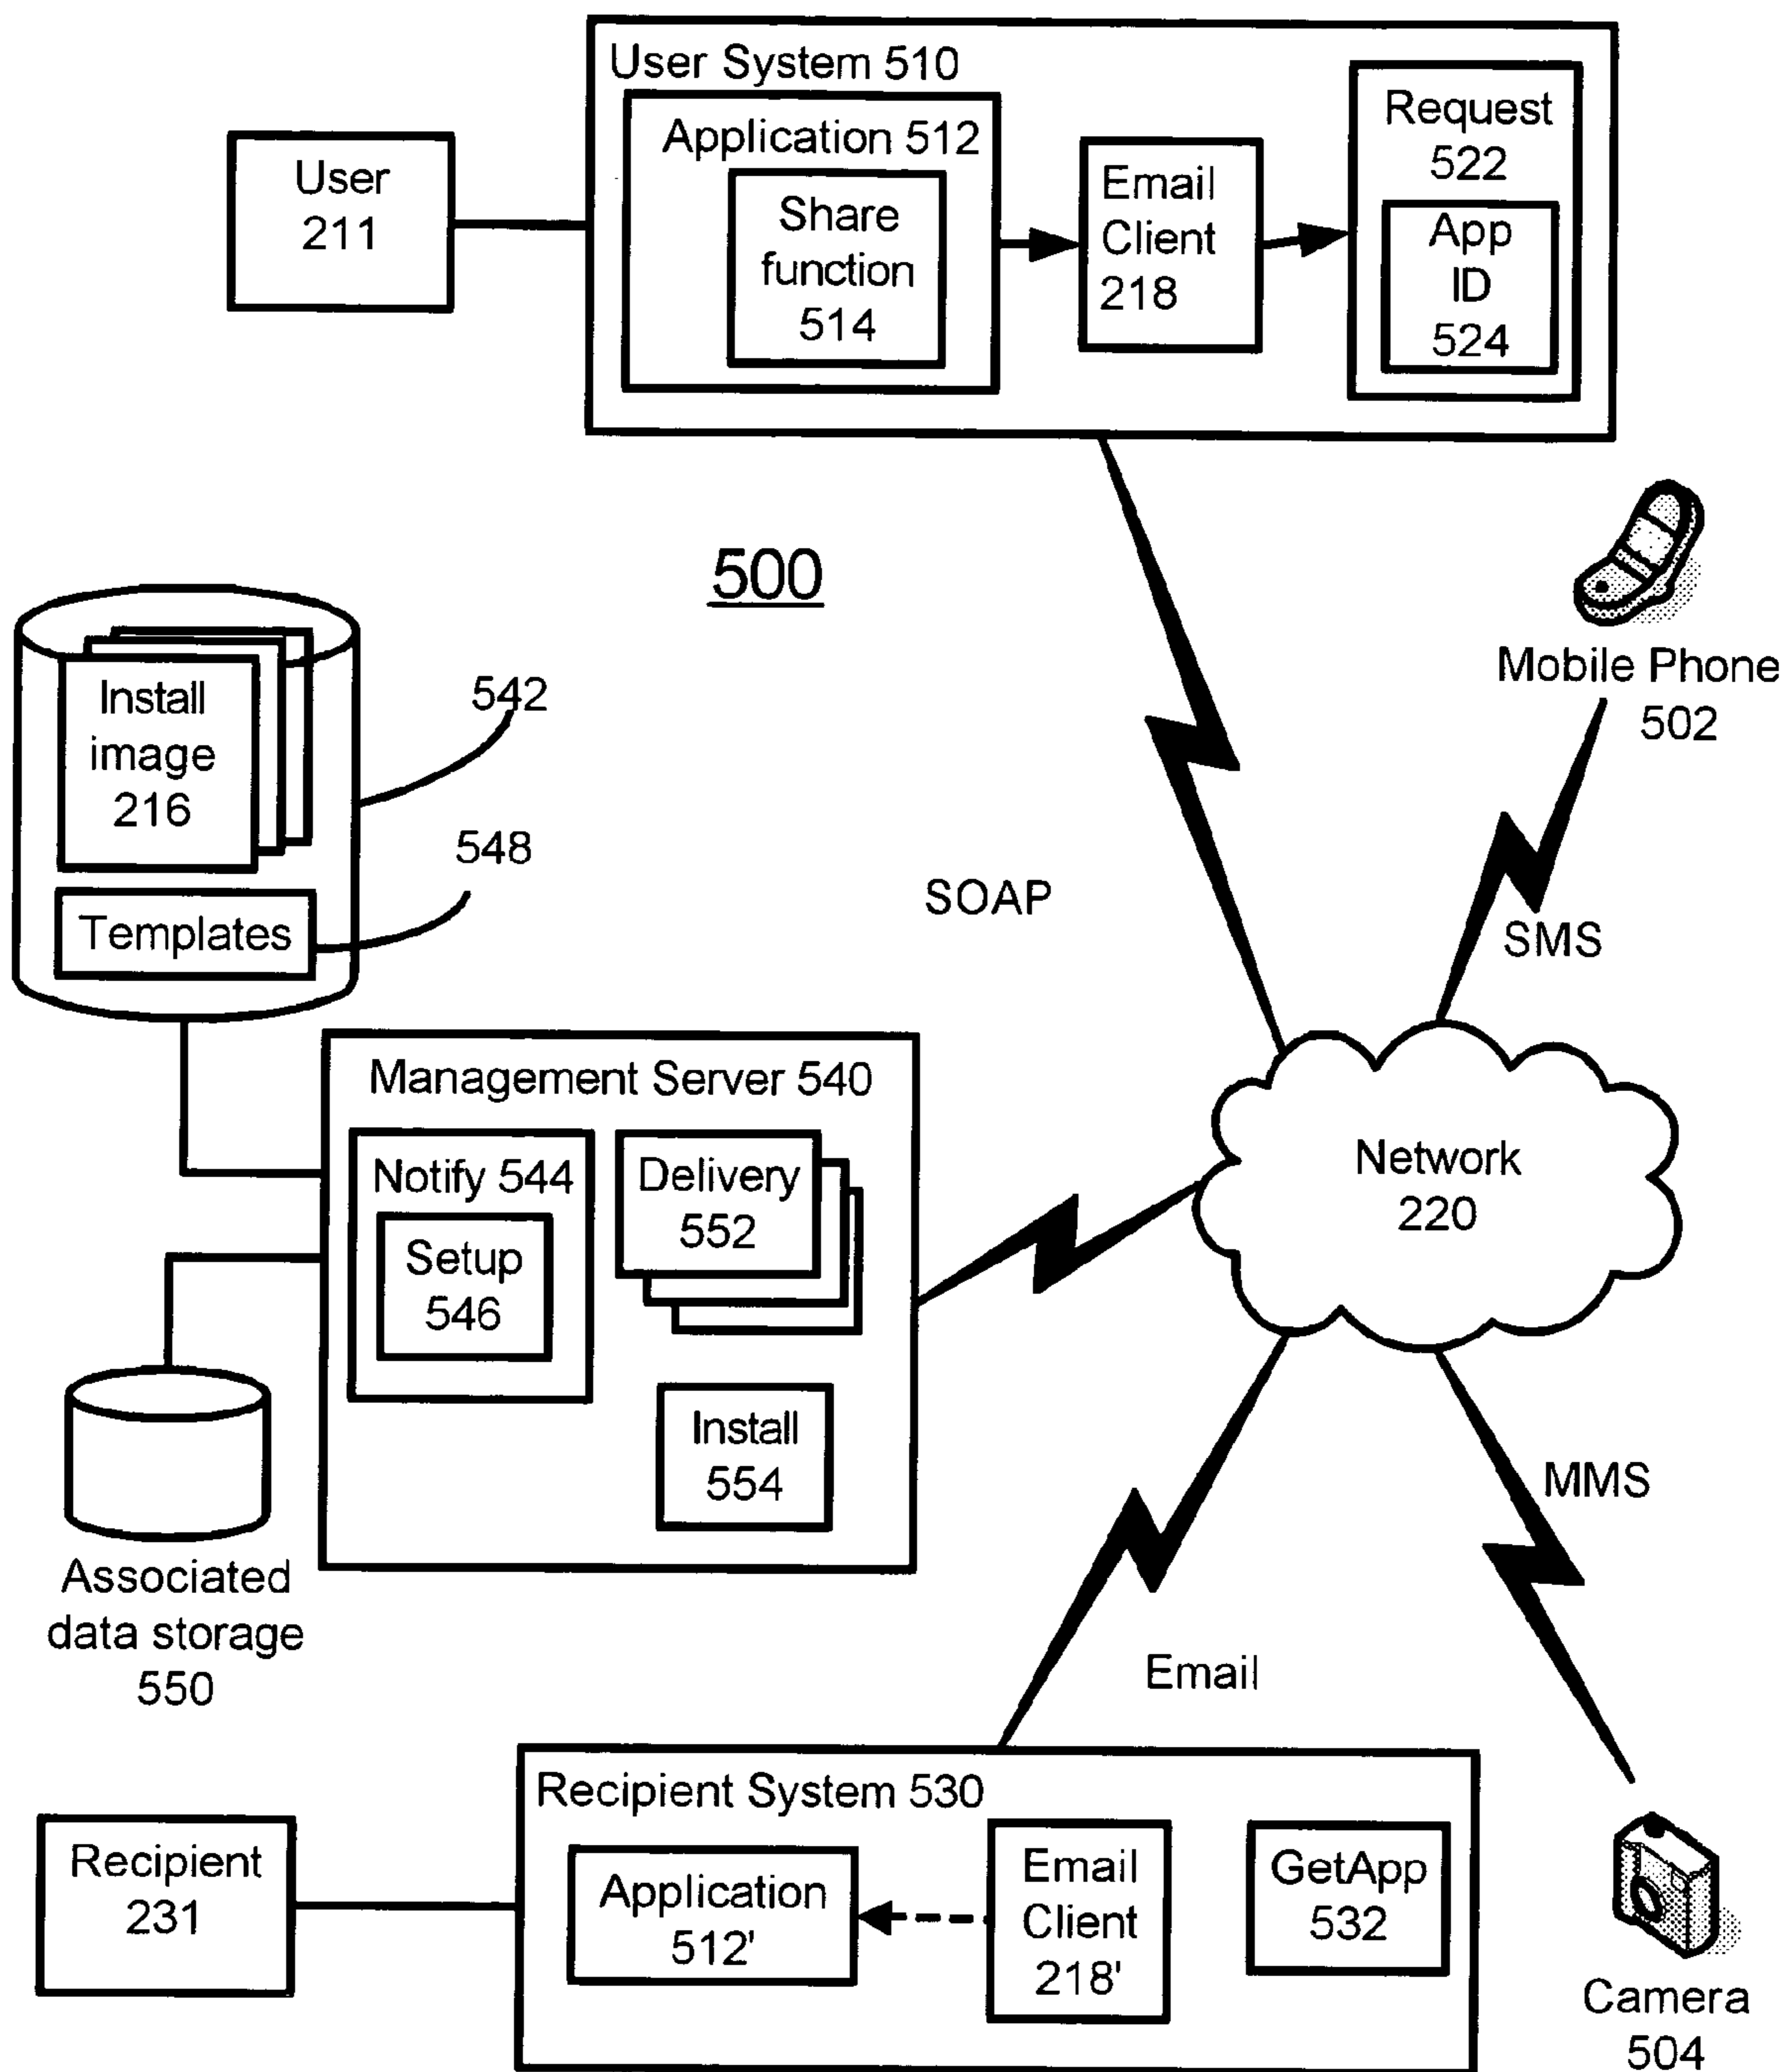 User System 510
Application 512
Share
function
514
Email
Client
218
Request
522
App
ID
524
User
211
500
Mobile Phone
502
Install
image
216
542
548
Templates
SOAP
SMS
Management Server 540
Notify 544
Setup
546
Delivery
552
Install
554
Network
220
Associated
data storage
550
Email
MMS
Recipient System 530
Recipient
231
Application
512'
Email
Client
218'
GetApp
532
Camera
504